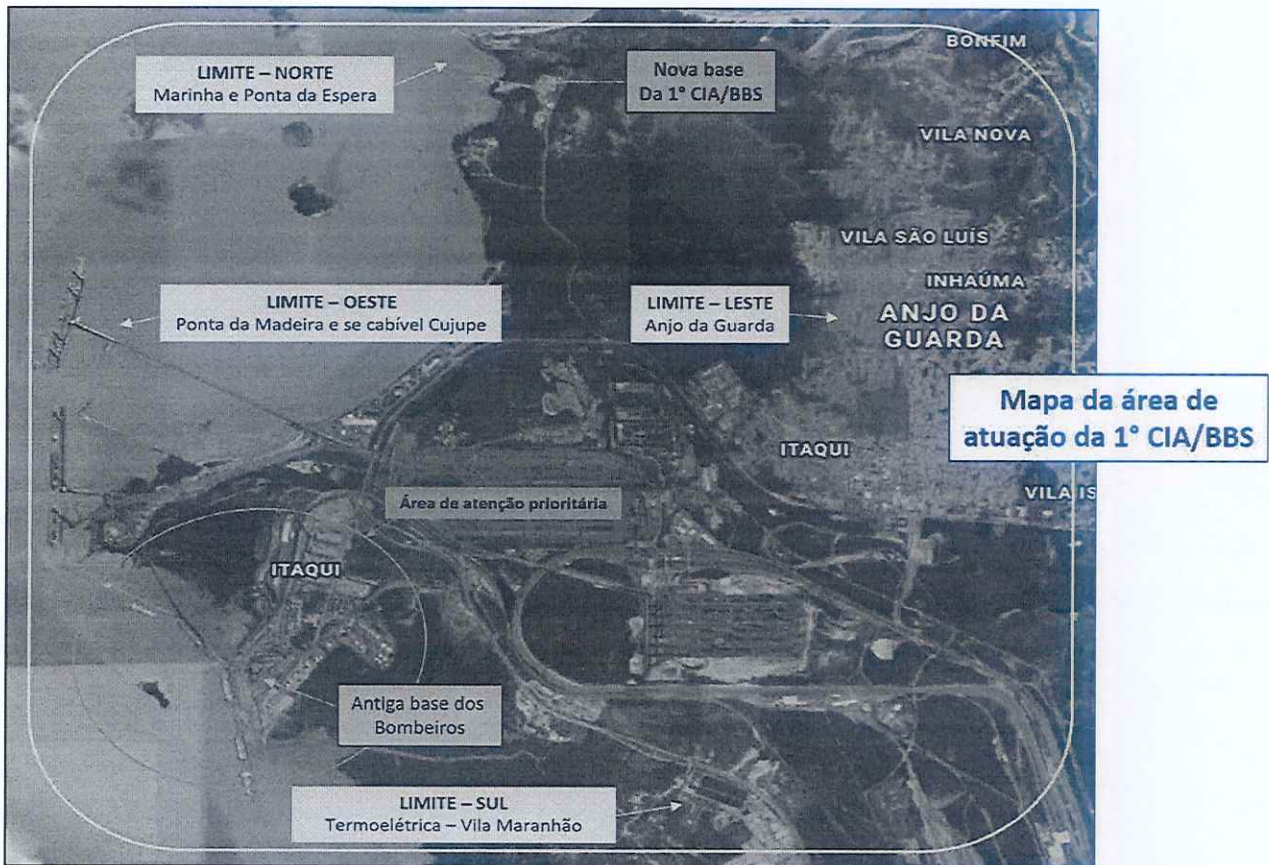 BONFIM
LIMITE – NORTE
Marinha e Ponta da Espera
Nova base
Da 1° CIA/BBS
VILA NOVA
VILA SÃO LUÍS
INHAÚMA
LIMITE – OESTE
Ponta da Madeira e se cabível Cujupe
LIMITE – LESTE
Anjo da Guarda
ANJO DA
GUARDA
Mapa da área de
atuação da 1° CIA/BBS
ITAQUI
VILA IS
Área de atenção prioritária
ITAQUI
Antiga base dos
Bombeiros
LIMITE – SUL
Termoelétrica – Vila Maranhão